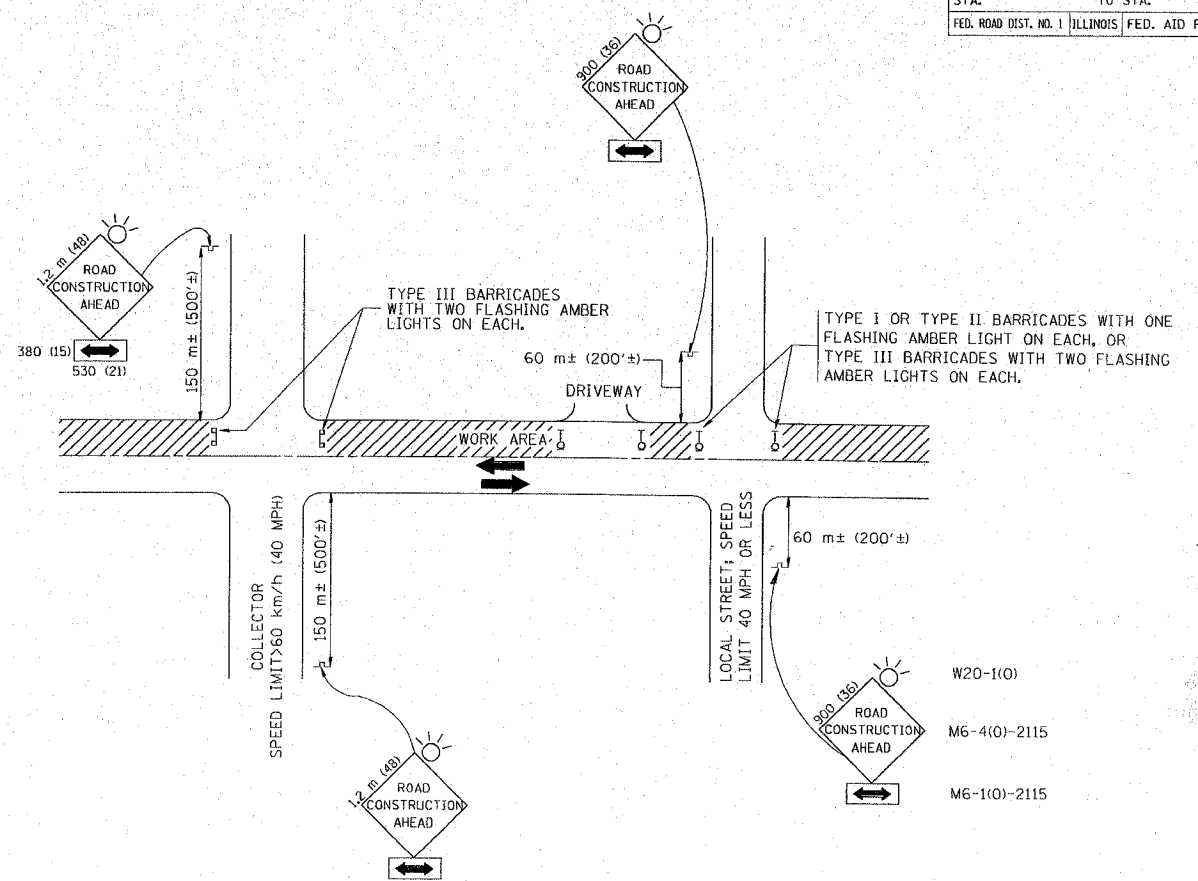 STA. TO STA.
FED. ROAD DIST. NO. 1 ILLINOIS FED. AID
900 (36)
ROAD
CONSTRUCTION
AHEAD
1.2 m (48)
ROAD
CONSTRUCTION
AHEAD
380 (15)
530 (21)
150 m± (500'±)
TYPE III BARRICADES
WITH TWO FLASHING AMBER
LIGHTS ON EACH.
60 m± (200'±)
DRIVEWAY
TYPE I OR TYPE II BARRICADES WITH ONE
FLASHING AMBER LIGHT ON EACH, OR
TYPE III BARRICADES WITH TWO FLASHING
AMBER LIGHTS ON EACH.
WORK AREA
COLLECTOR
SPEED LIMIT>60 km/h (40 MPH)
150 m± (500'±)
LOCAL STREET; SPEED
LIMIT 40 MPH OR LESS
60 m± (200'±)
1.2 m (48)
ROAD
CONSTRUCTION
AHEAD
900 (36)
ROAD
CONSTRUCTION
AHEAD
W20-1(O)
M6-4(O)-2115
M6-1(O)-2115